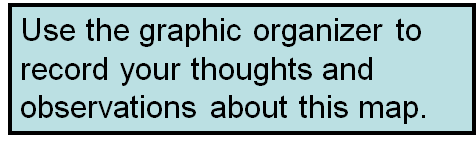 Use the graphic organizer to
record your thoughts and
observations about this map.